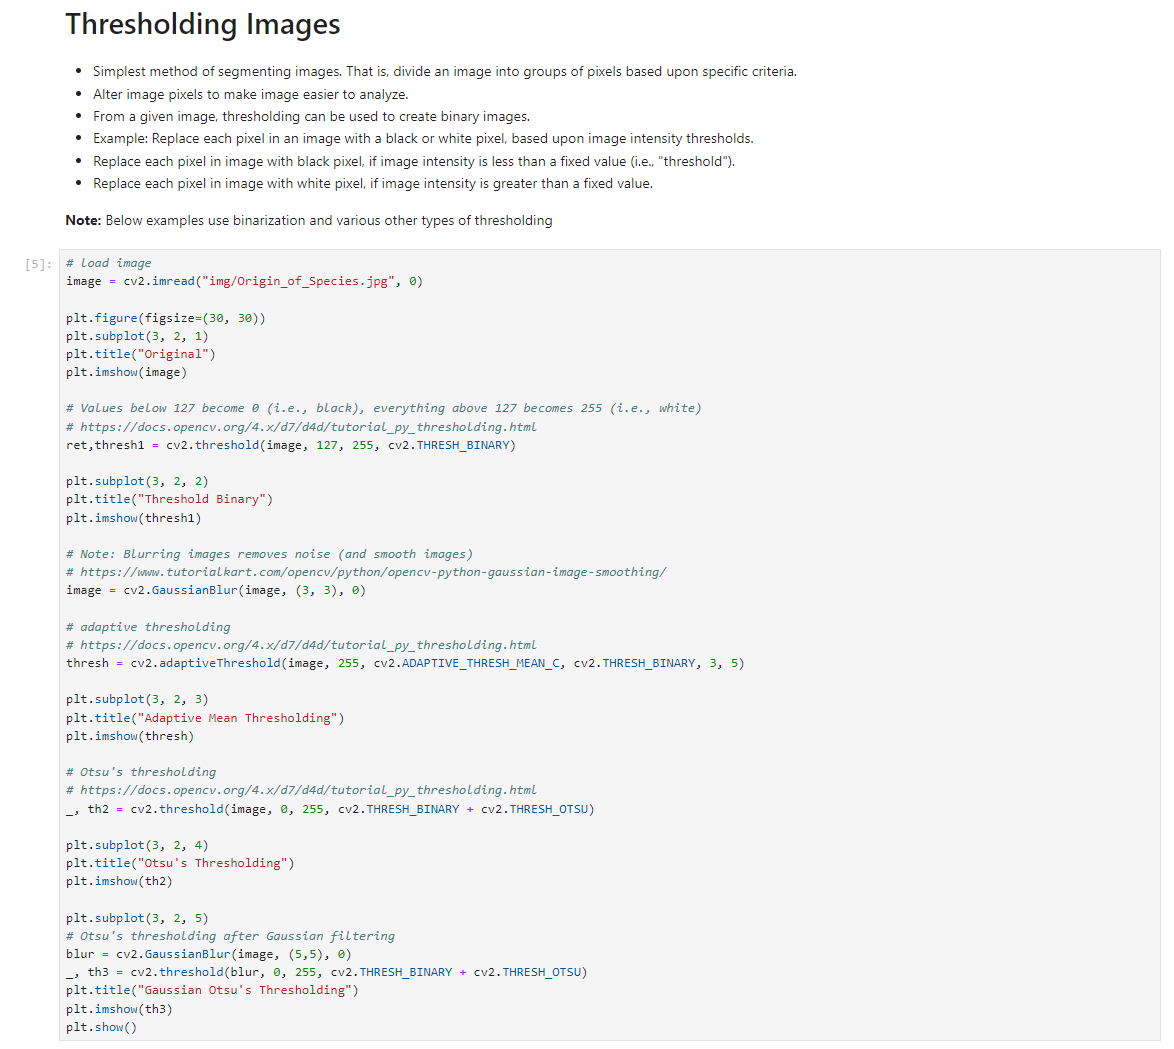 Thresholding Images
• Simplest method of segmenting images. That is, divide an image into groups of pixels based upon specific criteria.
• Alter image pixels to make image easier to analyze.
• From a given image, thresholding can be used to create binary images.
• Example: Replace each pixel in an image with a black or white pixel, based upon image intensity thresholds.
• Replace each pixel in image with black pixel, if image intensity is less than a fixed value (i.e., "threshold").
• Replace each pixel in image with white pixel, if image intensity is greater than a fixed value.
Note: Below examples use binarization and various other types of thresholding
[5]:
# load image
image = cv2.imread("img/Origin_of_Species.jpg", 0)
plt.figure(figsize=(30, 30))
plt.subplot(3, 2, 1)
plt.title("Original")
plt.imshow(image)
# Values below 127 become 0 (i.e., black), everything above 127 becomes 255 (i.e., white)
# https://docs.opencv.org/4.x/d7/d4d/tutorial_py_thresholding.html
ret,thresh1 = cv2.threshold(image, 127, 255, cv2.THRESH_BINARY)
plt.subplot(3, 2, 2)
plt.title("Threshold Binary")
plt.imshow(thresh1)
# Note: Blurring images removes noise (and smooth images)
# https://www.tutorialkart.com/opencv/python/opencv-python-gaussian-image-smoothing/
image = cv2.GaussianBlur(image, (3, 3), 0)
# adaptive thresholding
# https://docs.opencv.org/4.x/d7/d4d/tutorial_py_thresholding.html
thresh = cv2.adaptiveThreshold(image, 255, cv2.ADAPTIVE_THRESH_MEAN_C, cv2.THRESH_BINARY, 3, 5)
plt.subplot(3, 2, 3)
plt.title("Adaptive Mean Thresholding")
plt.imshow(thresh)
# Otsu's thresholding
# https://docs.opencv.org/4.x/d7/d4d/tutorial_py_thresholding.html
_, th2 = cv2.threshold(image, 0, 255, cv2.THRESH_BINARY + cv2.THRESH_OTSU)
plt.subplot(3, 2, 4)
plt.title("Otsu's Thresholding")
plt.imshow(th2)
plt.subplot(3, 2, 5)
# Otsu's thresholding after Gaussian filtering
blur = cv2.GaussianBlur(image, (5,5), 0)
_, th3 = cv2.threshold(blur, 0, 255, cv2.THRESH_BINARY + cv2.THRESH_OTSU)
plt.title("Gaussian Otsu's Thresholding")
plt.imshow(th3)
plt.show()